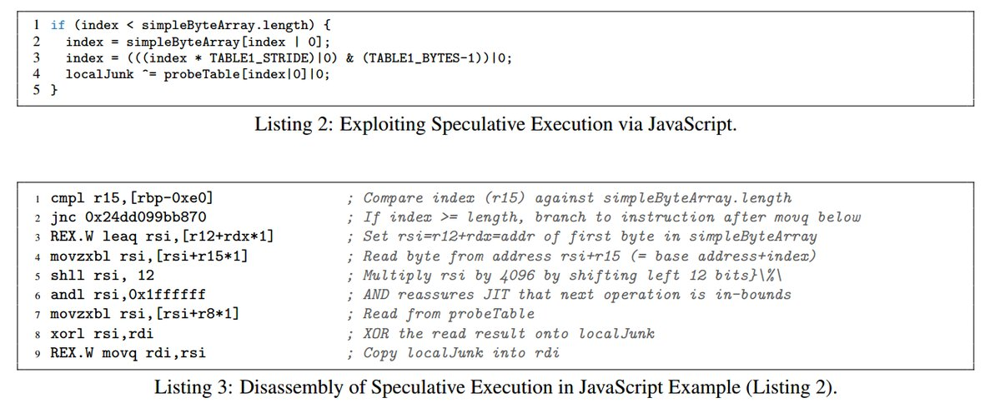 1 if (index < simpleByteArray.length) {
2 index = simpleByteArray[index | 0];
3 index = (((index * TABLE1_STRIDE)|0) & (TABLE1_BYTES-1))|0;
4 localJunk ^= probeTable[index|0]|0;
5 }
Listing 2: Exploiting Speculative Execution via JavaScript.
1 cmpl r15,[rbp-0xe0] ; Compare index (r15) against simpleByteArray.length
2 jnc 0x24dd099bb870 ; If index >= length, branch to instruction after movq below
3 REX.W leaq rsi,[r12+rdx*1] ; Set rsi=r12+rdx=addr of first byte in simpleByteArray
4 movzxbl rsi,[rsi+r15*1] ; Read byte from address rsi+r15 (= base address+index)
5 shll rsi, 12 ; Multiply rsi by 4096 by shifting left 12 bits}\%\
6 andl rsi,0x1ffffff ; AND reassures JIT that next operation is in-bounds
7 movzxbl rsi,[rsi+r8*1] ; Read from probeTable
8 xorl rsi,rdi ; XOR the read result onto localJunk
9 REX.W movq rdi,rsi ; Copy localJunk into rdi
Listing 3: Disassembly of Speculative Execution in JavaScript Example (Listing 2).